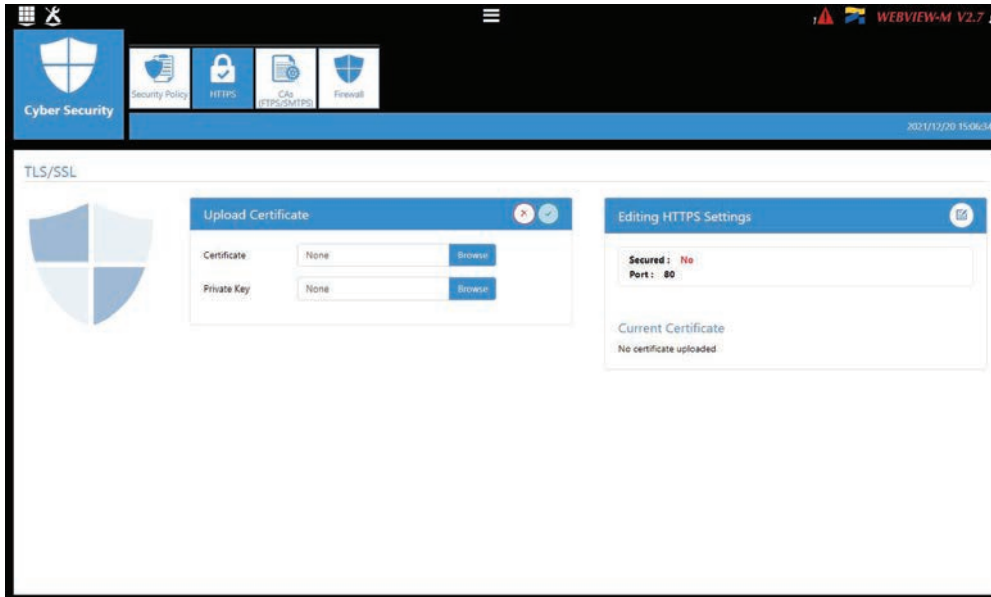 1 WEBVIEW-M V2.7
Cyber Security
Security Policy
HTTPS
CAs
(FTPS/SMTPS)
Firewall
2021/12/20 15:06:34
TLS/SSL
Upload Certificate
Certificate None Browse
Private Key None Browse
Editing HTTPS Settings
Secured : No
Port : 80
Current Certificate
No certificate uploaded